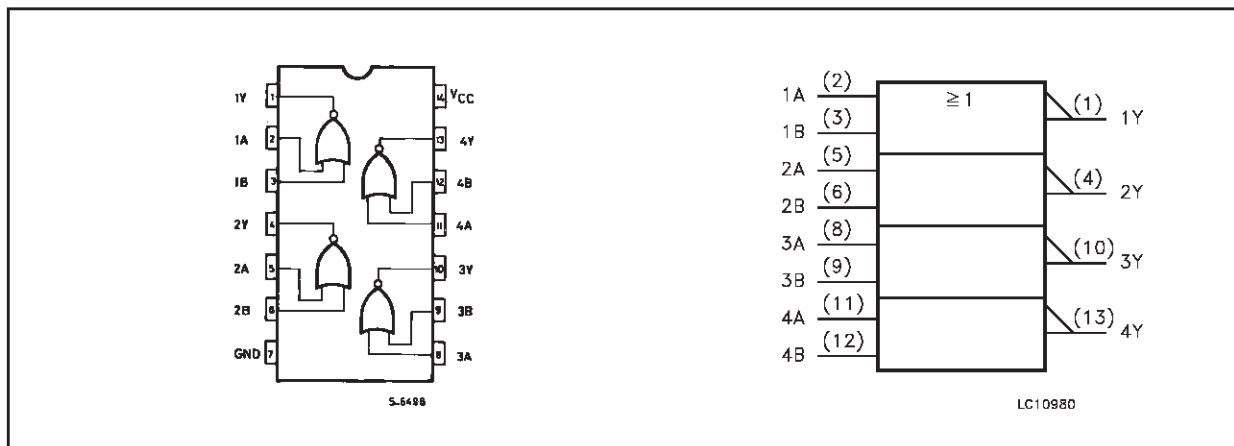 1Y 1 14 VCC
1A 2 13 4Y
1B 3 12 4B
2Y 4 11 4A
2A 5 10 3Y
2B 6 9 3B
GND 7 8 3A
S-6498
≧1
1A (2)
1B (3)
2A (5)
2B (6)
3A (8)
3B (9)
4A (11)
4B (12)
(1) 1Y
(4) 2Y
(10) 3Y
(13) 4Y
LC10980